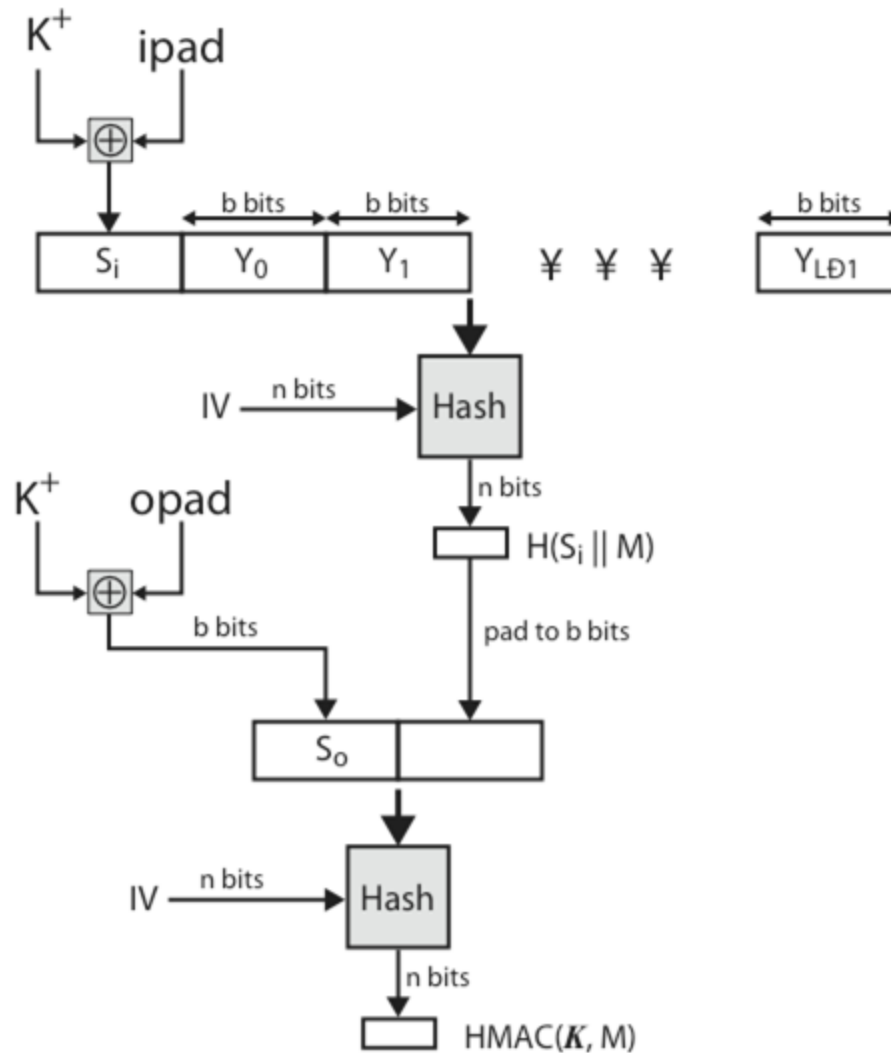 K+
ipad
⊕
b bits
b bits
b bits
Si
Y0
Y1
¥ ¥ ¥
YLĐ1
IV
n bits
Hash
n bits
H(Si || M)
K+
opad
⊕
b bits
pad to b bits
So
IV
n bits
Hash
n bits
HMAC(K, M)